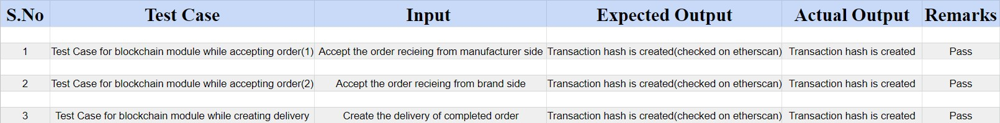 S.No Test Case Input Expected Output Actual Output Remarks
1 Test Case for blockchain module while accepting order(1) Accept the order recieing from manufacturer side Transaction hash is created(checked on etherscan) Transaction hash is created Pass
2 Test Case for blockchain module while accepting order(2) Accept the order recieing from brand side Transaction hash is created(checked on etherscan) Transaction hash is created Pass
3 Test Case for blockchain module while creating delivery Create the delivery of completed order Transaction hash is created(checked on etherscan) Transaction hash is created Pass